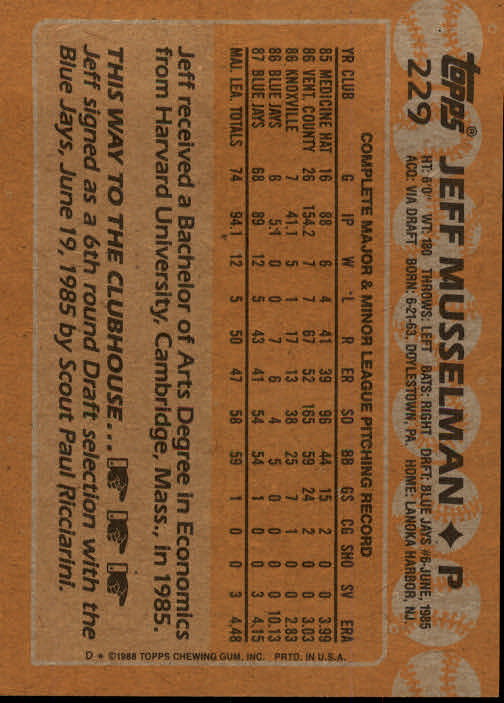 topps® JEFF MUSSELMAN ♦ P
229
HT: 6'0" WT: 180 THROWS: LEFT BATS: RIGHT DRFT: BLUE JAYS #6-JUNE, 1985
ACQ: VIA DRAFT BORN: 6-21-63, DOYLESTOWN, PA. HOME: LANOKA HARBOR, NJ.
COMPLETE MAJOR & MINOR LEAGUE PITCHING RECORD
YR CLUB G IP W L R ER SO BB GS CG SHO SV ERA
85 MEDICINE HAT 16 88 6 4 41 39 96 44 15 2 0 0 3.99
86 VENT. COUNTY 26 154.2 7 7 67 52 165 59 24 2 0 0 3.03
86 KNOXVILLE 7 41.1 5 1 17 13 38 25 7 1 0 0 2.83
86 BLUE JAYS 6 5.1 0 0 7 6 4 5 0 0 0 0 10.13
87 BLUE JAYS 68 89 12 5 43 41 54 54 1 0 0 3 4.15
MAJ. LEA. TOTALS 74 94.1 12 5 50 47 58 59 1 0 0 3 4.48
Jeff received a Bachelor of Arts Degree in Economics
from Harvard University, Cambridge, Mass., in 1985.
THIS WAY TO THE CLUBHOUSE...
Jeff signed as a 6th round Draft selection with the
Blue Jays, June 19, 1985 by Scout Paul Ricciarini.
D * ©1988 TOPPS CHEWING GUM, INC. PRTD. IN U.S.A.